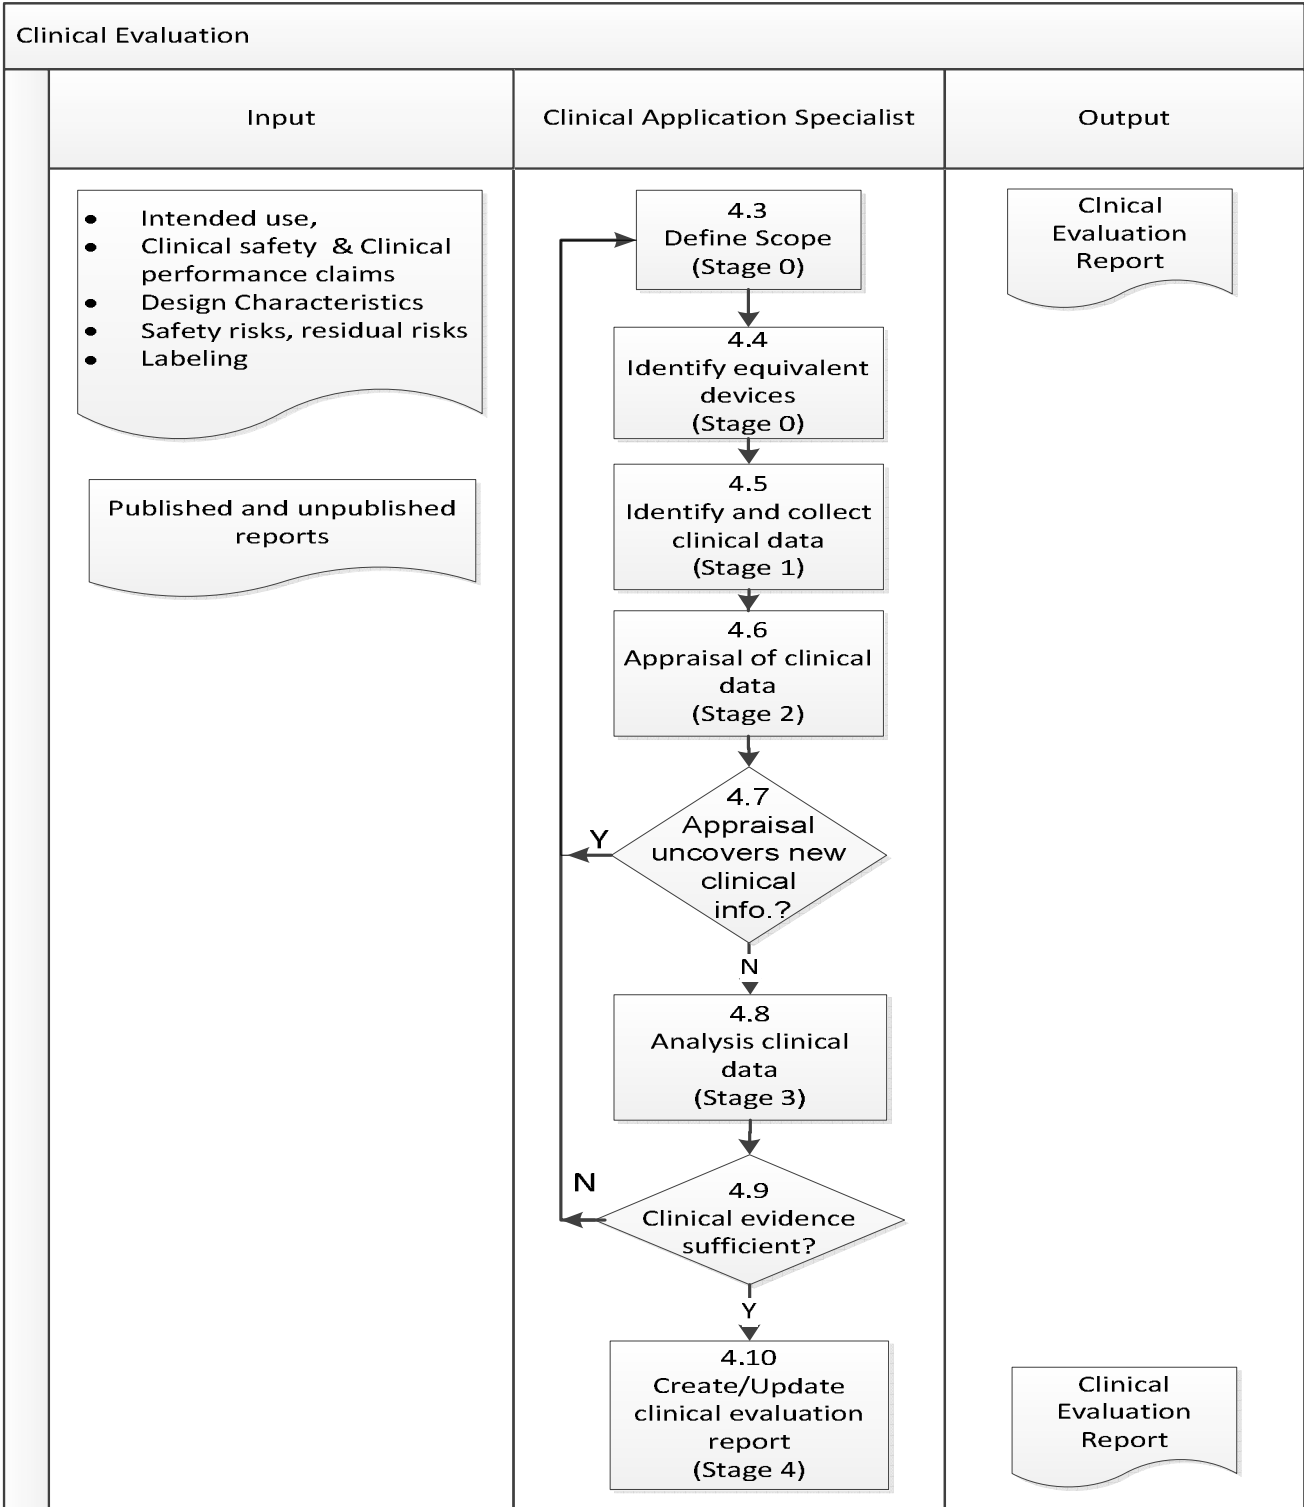 Clinical Evaluation
Input
Clinical Application Specialist
Output
● Intended use,
● Clinical safety & Clinical
performance claims
● Design Characteristics
● Safety risks, residual risks
● Labeling
Published and unpublished
reports
4.3
Define Scope
(Stage 0)
4.4
Identify equivalent
devices
(Stage 0)
4.5
Identify and collect
clinical data
(Stage 1)
4.6
Appraisal of clinical
data
(Stage 2)
4.7
Appraisal
uncovers new
clinical
info.?
Y
N
4.8
Analysis clinical
data
(Stage 3)
4.9
Clinical evidence
sufficient?
N
Y
4.10
Create/Update
clinical evaluation
report
(Stage 4)
Clnical
Evaluation
Report
Clinical
Evaluation
Report